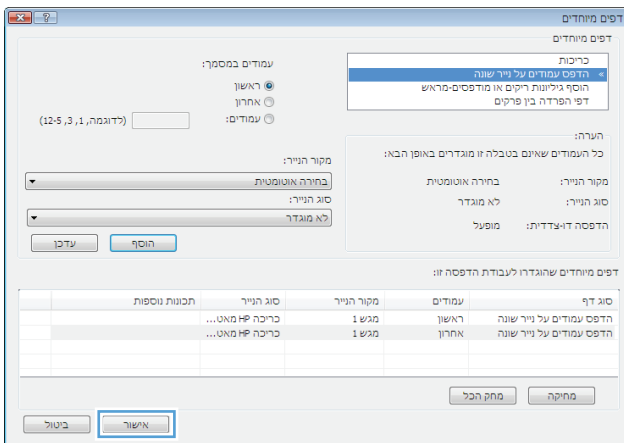 דפים מיוחדים
דפים מיוחדים
כריכות
הדפס עמודים על נייר שונה
הוסף גיליונות ריקים או מודפסים-מראש
דפי הפרדה בין פרקים
עמודים במסמך:
ראשון
אחרון
עמודים:
(לדוגמה, 1, 3, 12-5)
הערה:
כל העמודים שאינם בטבלה זו מוגדרים באופן הבא:
מקור הנייר: בחירה אוטומטית
סוג הנייר: לא מוגדר
הדפסה דו-צדדית: מופעל
מקור הנייר:
בחירה אוטומטית
סוג הנייר:
לא מוגדר
הוסף
עדכן
דפים מיוחדים שהוגדרו לעבודת הדפסה זו:
סוג דף עמודים מקור הנייר סוג הנייר תכונות נוספות
הדפס עמודים על נייר שונה ראשון מגש 1 כריכה HP מאט...
הדפס עמודים על נייר שונה אחרון מגש 1 כריכה HP מאט...
מחיקה
מחק הכל
אישור
ביטול